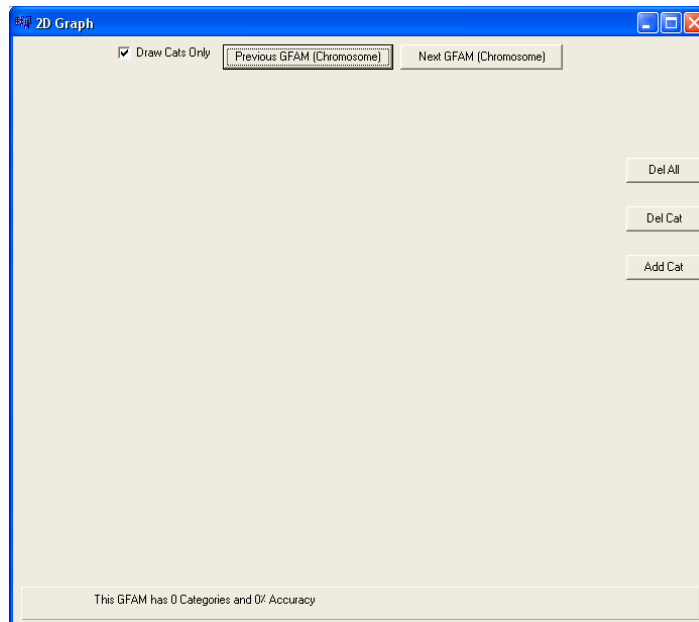 2D Graph
Draw Cats Only Previous GFAM (Chromosome) Next GFAM (Chromosome)
Del All
Del Cat
Add Cat
This GFAM has 0 Categories and 0% Accuracy